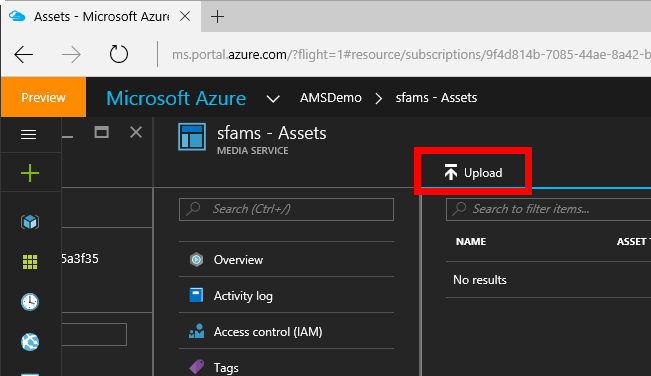 Assets - Microsoft Azure
ms.portal.azure.com/?flight=1#resource/subscriptions/9f4d814b-7085-44ae-8a42-b
Preview
Microsoft Azure
AMSDemo
sfams - Assets
sfams - Assets
MEDIA SERVICE
Upload
Search (Ctrl+/)
Search to filter items...
NAME
ASSET T
5a3f35
Overview
No results
Activity log
Access control (IAM)
Tags